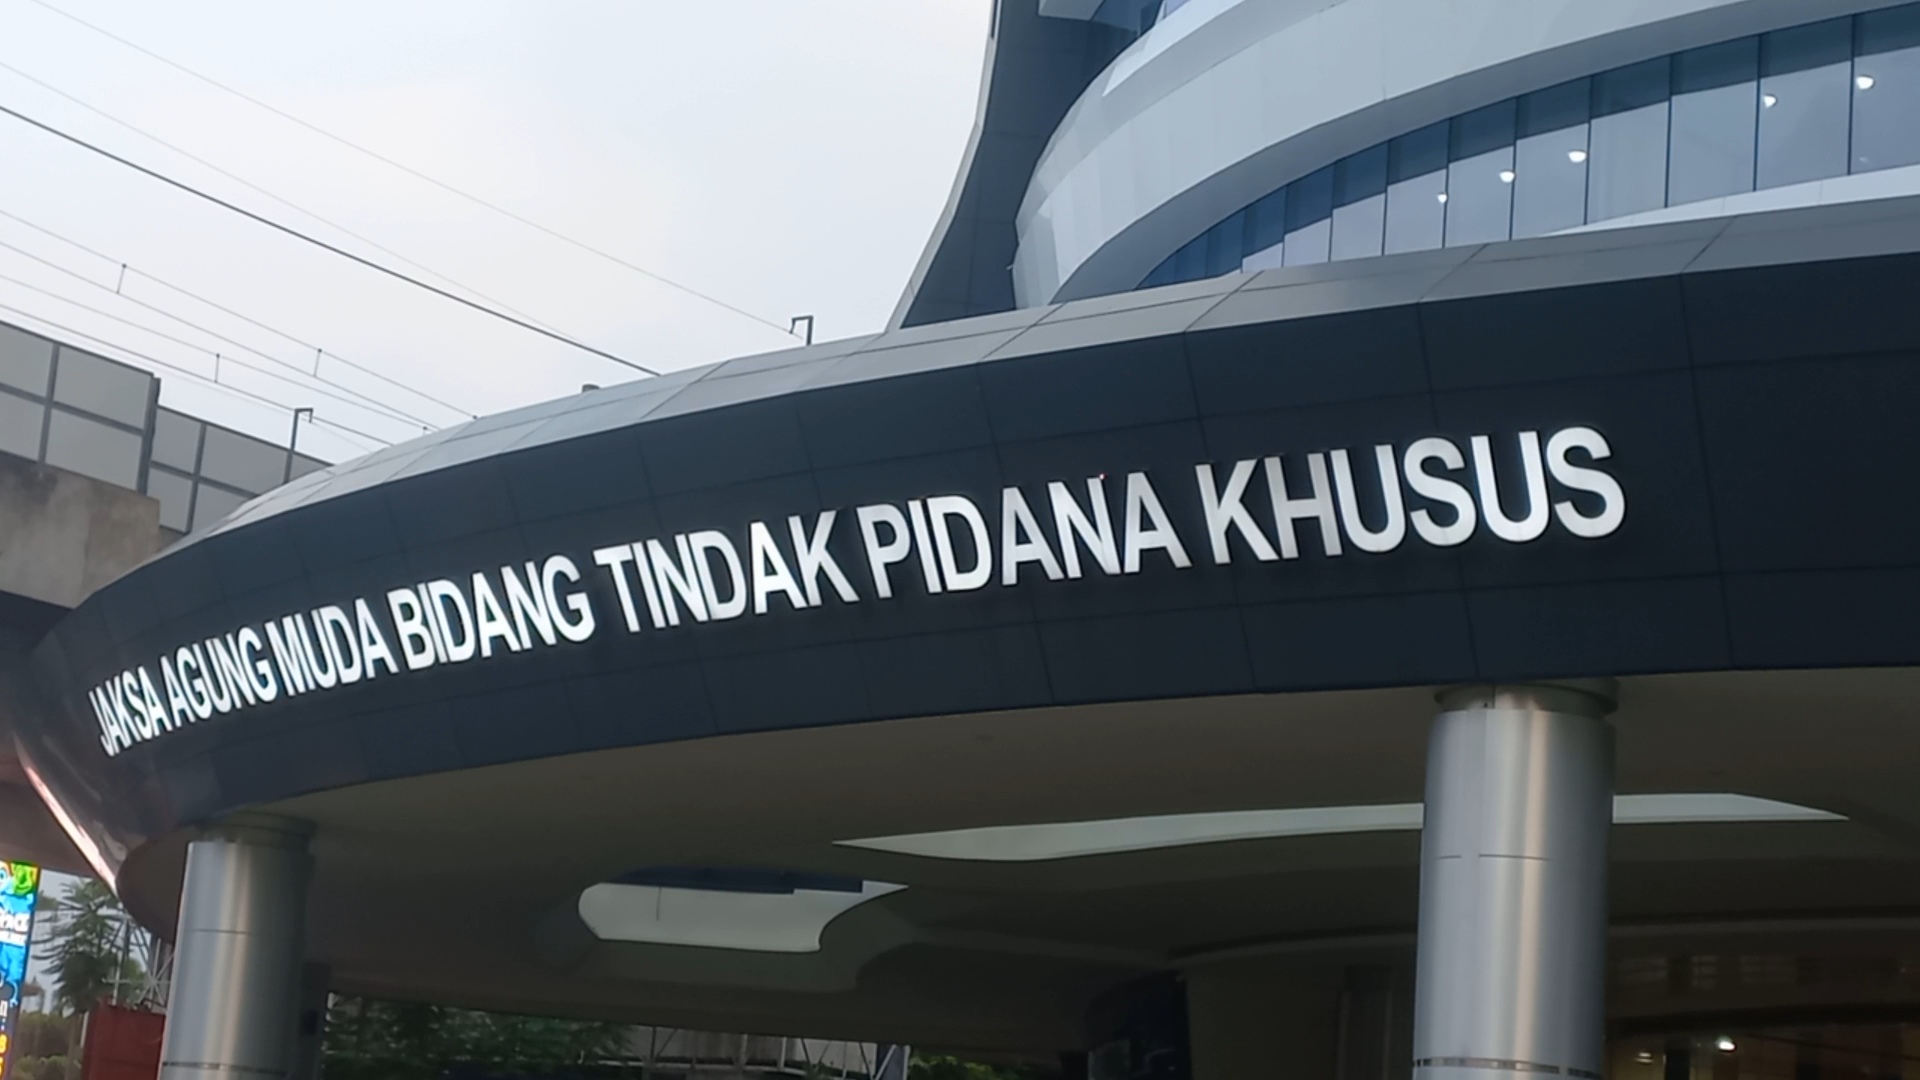 JAKSA AGUNG MUDA BIDANG TINDAK PIDANA KHUSUS